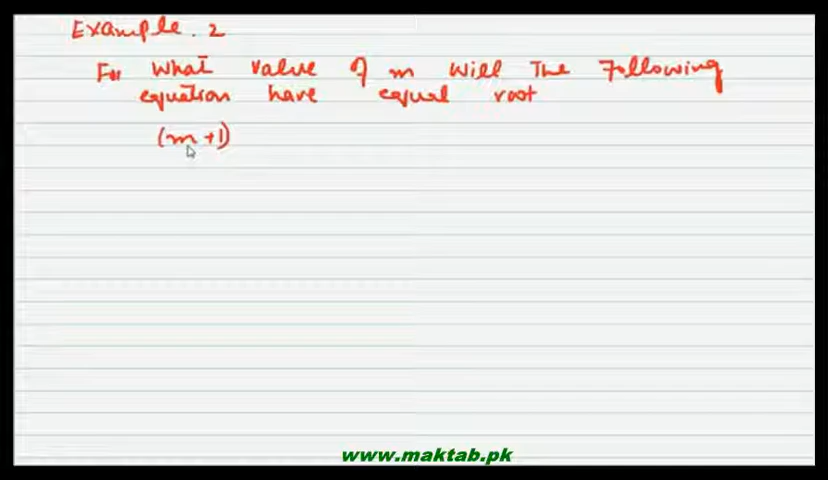 Example. 2
For what value of m will the following
equation have equal root
(m+1)
www.maktab.pk